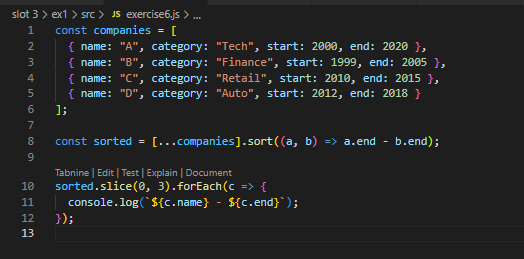 slot 3 > ex1 > src > JS exercise6.js > ...
1 const companies = [
2   { name: "A", category: "Tech", start: 2000, end: 2020 },
3   { name: "B", category: "Finance", start: 1999, end: 2005 },
4   { name: "C", category: "Retail", start: 2010, end: 2015 },
5   { name: "D", category: "Auto", start: 2012, end: 2018 }
6 ];
7
8 const sorted = [...companies].sort((a, b) => a.end - b.end);
9
Tabnine | Edit | Test | Explain | Document
10 sorted.slice(0, 3).forEach(c => {
11   console.log(`${c.name} - ${c.end}`);
12 });
13